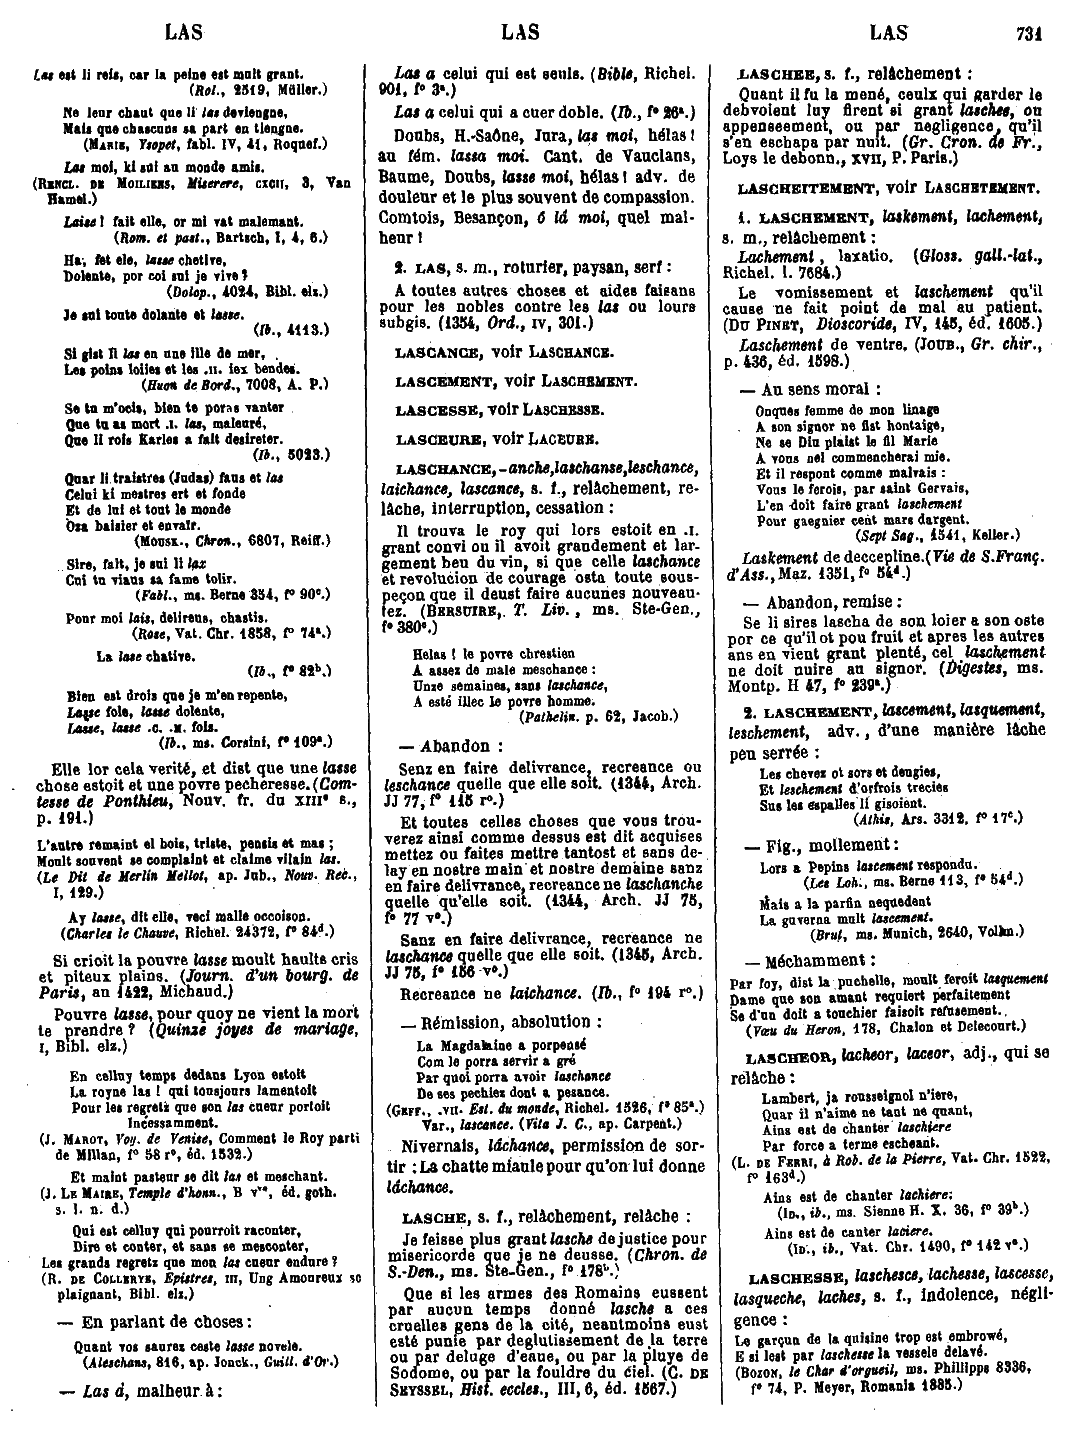 LAS LAS LAS 731
Las est li reis, car la peine est mult grant.
(Rol., 2519, Müller.)
Ne leur chaut que li las deviengne,
Mais que chascuns sa part en tiengne.
(MARIE, Ysopet, fabl. IV, 41, Roquef.)
Las moi, ki sui au monde amis.
(RENCL. DE MOILIENS, Miserere, CXCII, 3, Van
Hamel.)
Laise ! fait elle, or mi vat malemant.
(Rom. et past., Bartsch, I, 4, 6.)
Ha, fet ele, lasse chetive,
Dolente, por coi sui je vive ?
(Dolop., 4024, Bibl. elz.)
Je sui toute dolante et lasse.
(Ib., 4113.)
Si gist li las en une ille de mer,
Les poins loiies et les .II. iex bendes.
(Huon de Bord., 7008, A. P.)
Se tu m'ocis, bien te poras vanter
Que tu as mort .I. las, maleuré,
Que li rois Karles a fait desireter.
(Ib., 5023.)
Quar li traistres (Judas) faus et las
Celui ki mestres ert et fonde
Et de lui et tout le monde
Osa baisier et envaïr.
(MOUSK., Chron., 6807, Reiff.)
Sire, fait, je sui li lax
Cui tu viaus sa fame tolir.
(Fabl., ms. Berne 354, f° 90c.)
Pour moi lais, delireus, chastis.
(Rose, Vat. Chr. 1858, f° 74a.)
La lase chative.
(Ib., f° 82b.)
Bien est drois que je m'en repente,
Lasse fole, lasse dolente,
Lasse, lasse .C. .M. fois.
(Ib., ms. Corsini, f° 109a.)
Elle lor cela verité, et dist que une lasse
chose estoit et une povre pecheresse. (Com-
tesse de Ponthieu, Nouv. fr. du XIIIe s.,
p. 191.)
L'autre remaint el bois, triste, pensis et mas ;
Moult souvent se complaint et claime vilain las.
(Le Dit de Merlin Mellot, ap. Jub., Nouv. Rec.,
I, 129.)
Ay lasse, dit elle, veci malle occoison.
(Charles le Chauve, Richel. 24372, f° 84d.)
Si crioit la pouvre lasse moult haults cris
et piteux plains. (Journ. d'un bourg. de
Paris, an 1422, Michaud.)
Pouvre lasse, pour quoy ne vient la mort
te prendre ? (Quinze joyes de mariage,
I, Bibl. elz.)
En celluy temps dedans Lyon estoit
La royne las ! qui tousjours lamentoit
Pour les regretz que son las cueur portoit
Incessamment.
(J. MAROT, Voy. de Venise, Comment le Roy parti
de Millan, f° 58 r°, éd. 1532.)
Et maint pasteur se dit las et meschant.
(J. LE MAIRE, Temple d'honn., B v°, éd. goth.
s. l. n. d.)
Qui est celluy qui pourroit raconter,
Dire et conter, et sans se mesconter,
Les grands regretz que mon las cueur endure ?
(R. DE COLLERYE, Epistres, III, Ung Amoureux se
plaignant, Bibl. elz.)
— En parlant de choses :
Quant vos saurez ceste lasse novele.
(Aleschans, 816, ap. Jonck., Guill. d'Or.)
— Las à, malheur à :
Las a celui qui est seuls. (Bible, Richel.
901, f° 3a.)
Las a celui qui a cuer doble. (Ib., f° 26a.)
Doubs, H.-Saône, Jura, las moi, hélas !
au fém. lassa moi. Cant. de Vauclans,
Baume, Doubs, lasse moi, hélas ! adv. de
douleur et le plus souvent de compassion.
Comtois, Besançon, ó lá moi, quel mal-
heur !
2. LAS, s. m., roturier, paysan, serf :
A toutes autres choses et aides faisans
pour les nobles contre les las ou leurs
subgis. (1354, Ord., IV, 301.)
LASCANCE, voir LASCHANCE.
LASCEMENT, voir LASCHEMENT.
LASCESSE, voir LASCHESSE.
LASCEURE, voir LACEURE.
LASCHANCE, -anche, laschanse, leschance,
laichance, lascance, s. f., relâchement, re-
lâche, interruption, cessation :
Il trouva le roy qui lors estoit en .I.
grant convi ou il avoit grandement et lar-
gement beu du vin, si que celle laschance
et revolucion de courage osta toute sous-
peçon que il deust faire aucunes nouveau-
tez. (BERSUIRE, T. Liv., ms. Ste-Gen.,
f° 380c.)
Helas ! le povre chrestien
A assez de male meschance :
Unze semaines, sans laschance,
A esté illec le povre homme.
(Pathelin. p. 62, Jacob.)
— Abandon :
Senz en faire delivrance, recreance ou
leschance quelle que elle soit. (1344, Arch.
JJ 77, f° 115 r°.)
Et toutes celles choses que vous trou-
verez ainsi comme dessus est dit acquises
mettez ou faites mettre tantost et sans de-
lay en nostre main et nostre demaine sanz
en faire delivrance, recreance ne laschanche
quelle qu'elle soit. (1344, Arch. JJ 75,
f° 77 v°.)
Sanz en faire delivrance, recreance ne
laschance quelle que elle soit. (1345, Arch.
JJ 75, f° 156 v°.)
Recreance ne laichance. (Ib., f° 194 r°.)
— Rémission, absolution :
La Magdalaine a porpensé
Com le porra servir a gré
Par quoi porra avoir laschance
De ses pechiez dont a pesance.
(GEFF., .VII. Est. du monde, Richel. 1526, f° 85a.)
Var., lascance. (Vita J. C., ap. Carpent.)
Nivernais, lâchance, permission de sor-
tir : La chatte miaule pour qu'on lui donne
lâchance.
LASCHE, s. f., relâchement, relâche :
Je feisse plus grant lasche de justice pour
misericorde que je ne deusse. (Chron. de
S.-Den., ms. Ste-Gen., f° 178b.)
Que si les armes des Romains eussent
par aucun temps donné lasche a ces
cruelles gens de la cité, neantmoins eust
esté punie par deglutissement de la terre
ou par deluge d'eaue, ou par la pluye de
Sodome, ou par le fouldre du ciel. (C. DE
SEYSSEL, Hist. eccles., III, 6, éd. 1567.)
LASCHEE, s. f., relâchement :
Quant il fu la mené, ceulx qui garder le
debvoient luy firent si grant lasches, ou
appenseement, ou par negligence, qu'il
s'en eschapa par nuit. (Gr. Cron. de Fr.,
Loys le debonn., XVII, P. Paris.)
LASCHEITEMENT, voir LASCHETEMENT.
1. LASCHEMENT, laskement, lachement,
s. m., relâchement :
Lachement, laxatio. (Gloss. gall.-lat.,
Richel. l. 7684.)
Le vomissement et laschement qu'il
cause ne fait point de mal au patient.
(DU PINET, Dioscoride, IV, 145, éd. 1605.)
Laschement de ventre. (JOUB., Gr. chir.,
p. 436, éd. 1598.)
— Au sens moral :
Onques femme de mon linage
A son signor ne fist hontaige,
Ne se Diu plaist le fil Marie
A vous nel commencherai mie.
Et il respont comme malvais :
Vous le ferois, par saint Gervais,
L'en doit faire grant laschement
Pour gaegnier cent mars dargent.
(Sept Sag., 1541, Keller.)
Laskement de deccepline. (Vie de S. Franç.
d'Ass., Maz. 1351, f° 54d.)
— Abandon, remise :
Se li sires lascha de son loier a son oste
por ce qu'il ot pou fruit et apres les autres
ans en vient grant plenté, cel laschement
ne doit nuire au signor. (Digestes, ms.
Montp. H 47, f° 239a.)
2. LASCHEMENT, lascement, lasquement,
leschement, adv., d'une manière lâche
peu serrée :
Les chevez ot sors et deugies,
Et leschement d'orfrois treciés
Sus les espalles li gisoient.
(Athis, Ars. 3312, f° 17c.)
— Fig., mollement :
Lors a Pepins lascement respondu.
(Les Loh., ms. Berne 113, f° 54d.)
Mais a la parfin nequedent
La guverna mult lascement.
(Brut, ms. Munich, 2640, Vollm.)
— Méchamment :
Par foy, dist la puchelle, moult feroit lasquement
Dame que son amant requiert perfaitement
Se d'un doit a touchier faisoit refusement.
(Vœu du Heron, 178, Chalon et Delecourt.)
LASCHEOR, lacheor, laceor, adj., qui se
relâche :
Lambert, ja rousseignol n'iere,
Quar il n'aime ne tant ne quant,
Ains est de chanter laschiere
Par force a terme escheant.
(L. DE FERRI, à Rob. de la Pierre, Vat. Chr. 1522,
f° 163d.)
Ains est de chanter lachiere.
(ID., ib., ms. Sienne H. X. 36, f° 39b.)
Ains est de canter laciere.
(ID., ib., Vat. Chr. 1490, f° 142 v°.)
LASCHESSE, laschesce, lachesse, lascesse,
lasqueche, laches, s. f., indolence, négli-
gence :
Le garçun de la quisine trop est embrowé,
E si lest par laschesse la vessele delavé.
(BOZON, le Char d'orgueil, ms. Phillipps 8336,
f° 74, P. Meyer, Romania 1885.)